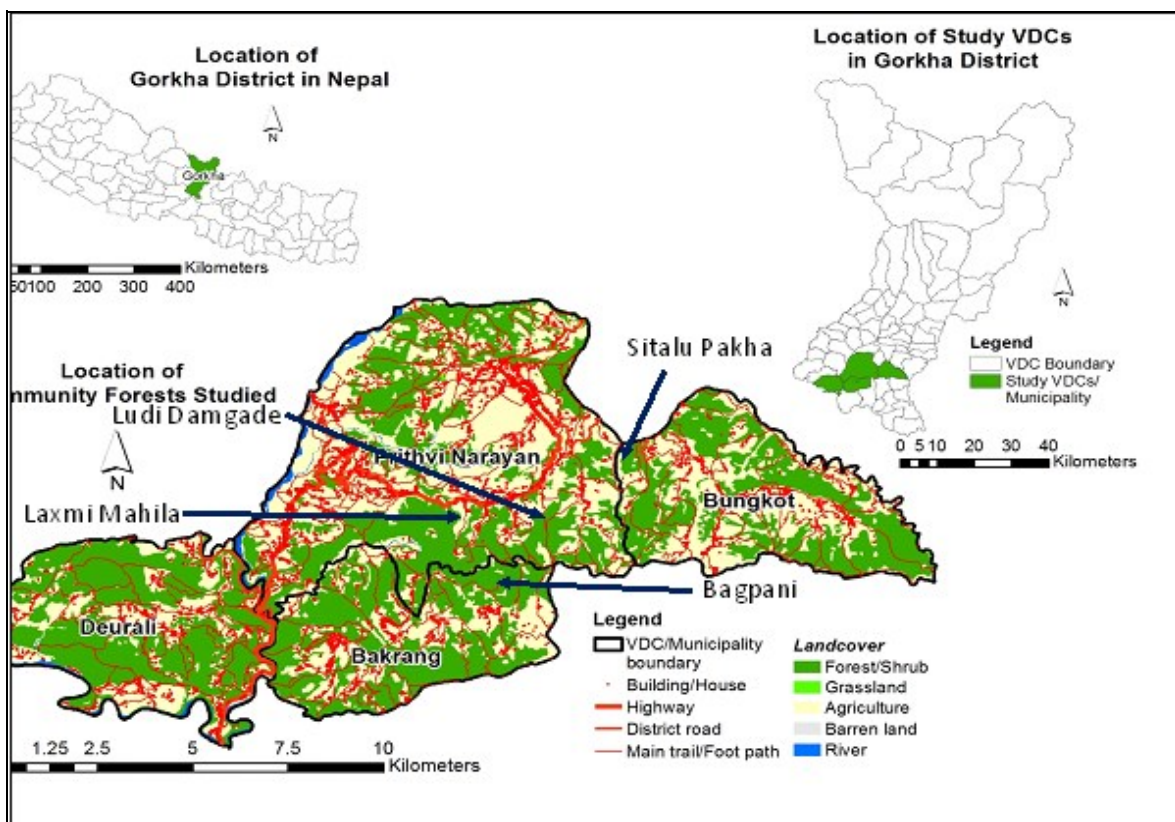 Location of
Gorkha District in Nepal
N
Gorkha
Kilometers
50100 200 300 400
Location of Study VDCs
in Gorkha District
N
Legend
VDC Boundary
Study VDCs/
Municipality
0 5 10 20 30 40
Kilometers
Location of
mmunity Forests Studied
N
Sitalu Pakha
Ludi Damgade
Prithvi Narayan
Bungkot
Laxmi Mahila
Bagpani
Deurali
Bakrang
1.25 2.5 5 7.5 10
Kilometers
Legend
VDC/Municipality
boundary
Building/House
Highway
District road
Main trail/Foot path
Landcover
Forest/Shrub
Grassland
Agriculture
Barren land
River